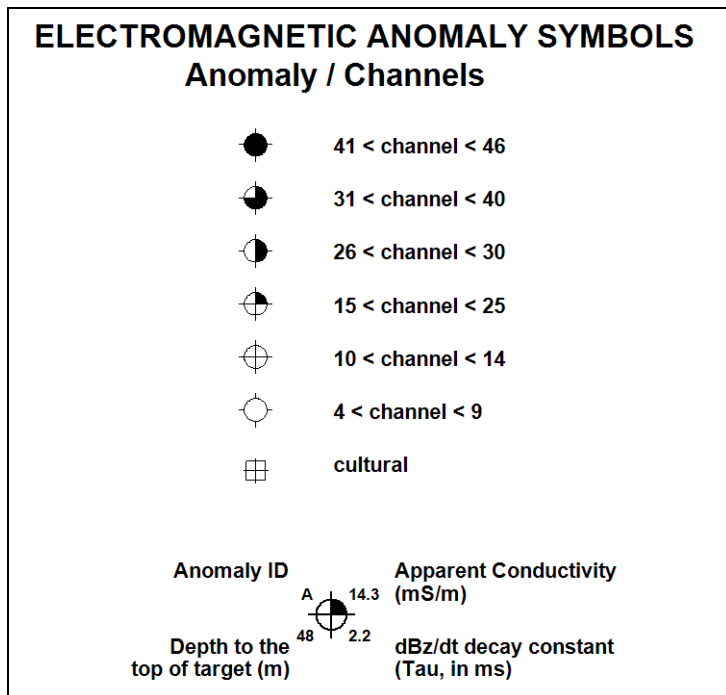 ELECTROMAGNETIC ANOMALY SYMBOLS
Anomaly / Channels
41 < channel < 46
31 < channel < 40
26 < channel < 30
15 < channel < 25
10 < channel < 14
4 < channel < 9
cultural
Anomaly ID
Apparent Conductivity
(mS/m)
A
14.3
48
2.2
Depth to the
top of target (m)
dBz/dt decay constant
(Tau, in ms)